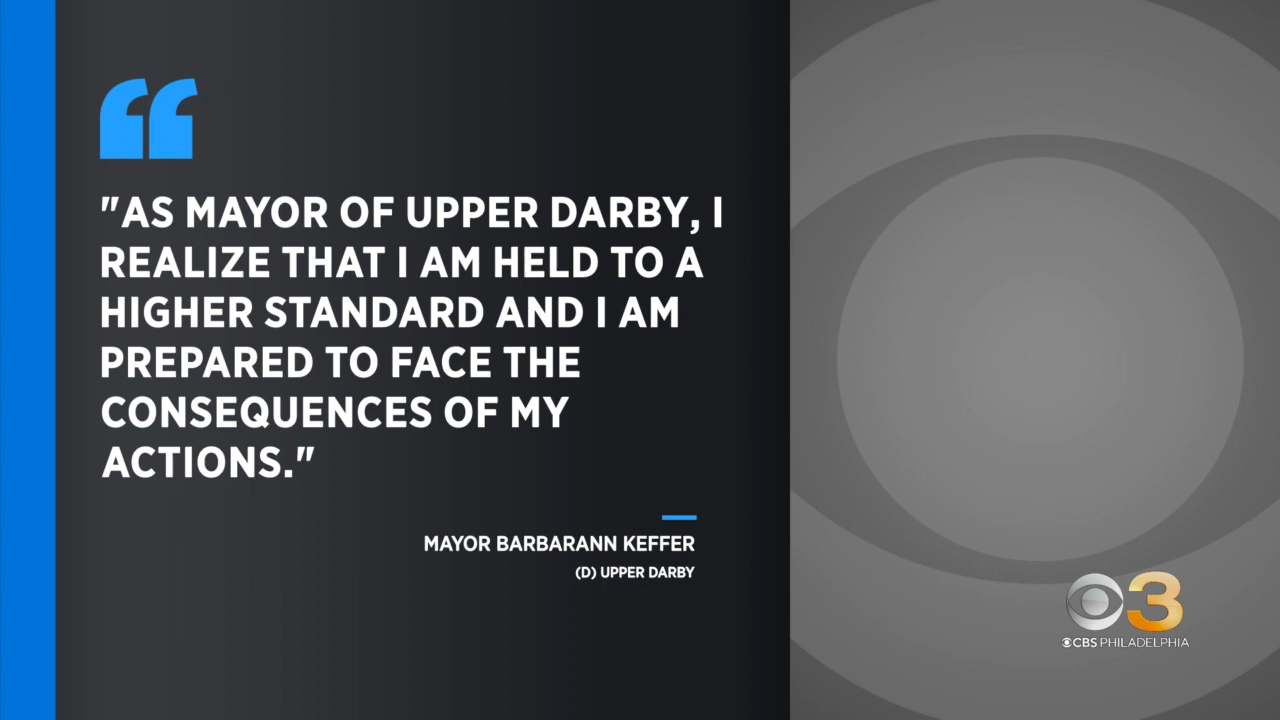 "AS MAYOR OF UPPER DARBY, I
REALIZE THAT I AM HELD TO A
HIGHER STANDARD AND I AM
PREPARED TO FACE THE
CONSEQUENCES OF MY
ACTIONS."
MAYOR BARBARANN KEFFER
(D) UPPER DARBY
3
CBS PHILADELPHIA